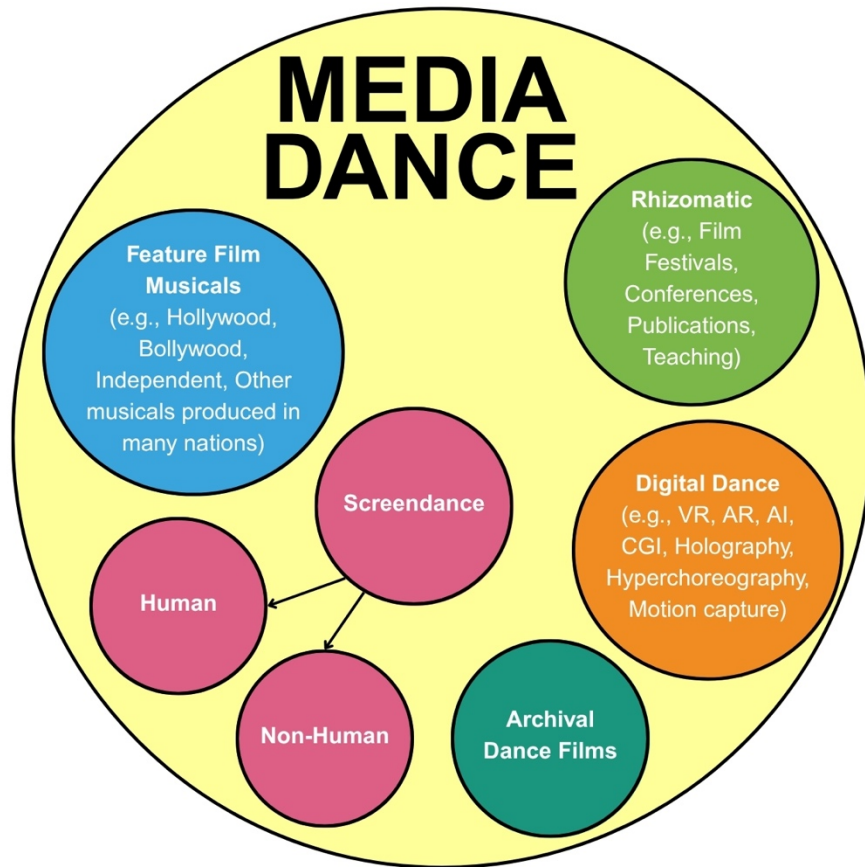 MEDIA
DANCE
Feature Film
Musicals
(e.g., Hollywood,
Bollywood,
Independent, Other
musicals produced in
many nations)
Rhizomatic
(e.g., Film
Festivals,
Conferences,
Publications,
Teaching)
Screendance
Digital Dance
(e.g., VR, AR, AI,
CGI, Holography,
Hyperchoreography,
Motion capture)
Human
Non-Human
Archival
Dance Films